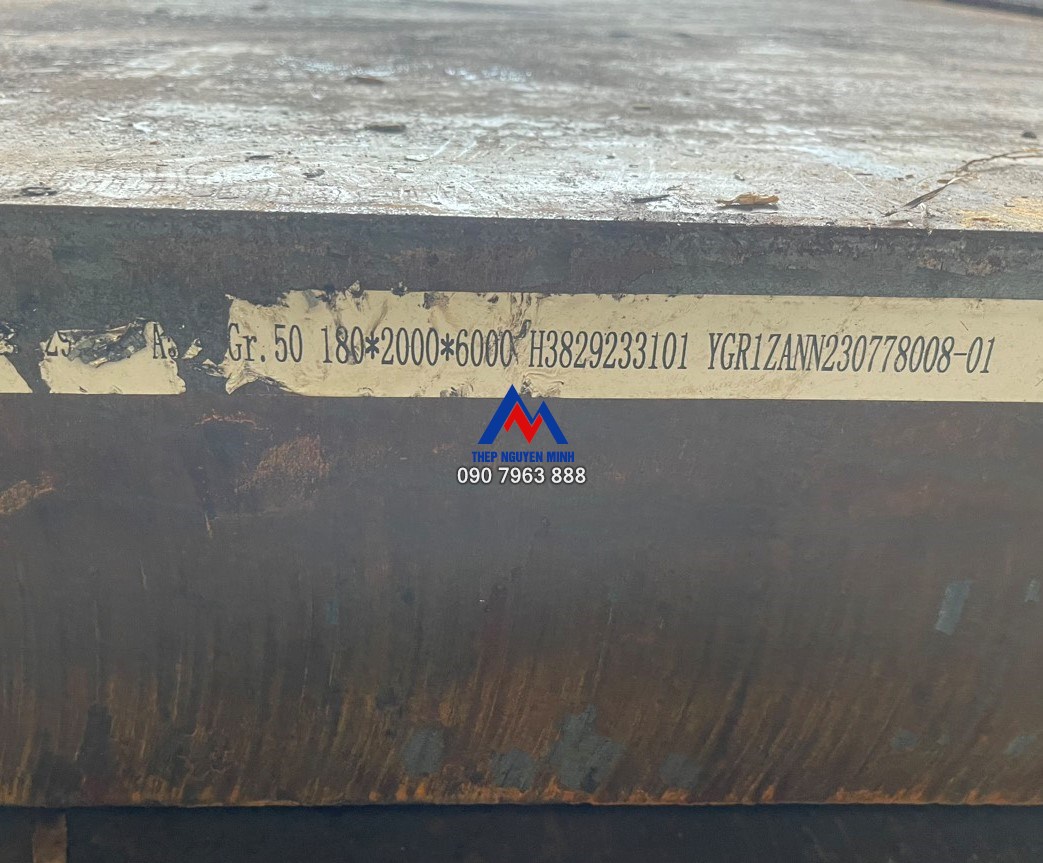 Gr.50 180*2000*6000 H3829233101 YGR1ZANN230778008-01
THEP NGUYEN MINH
090 7963 888